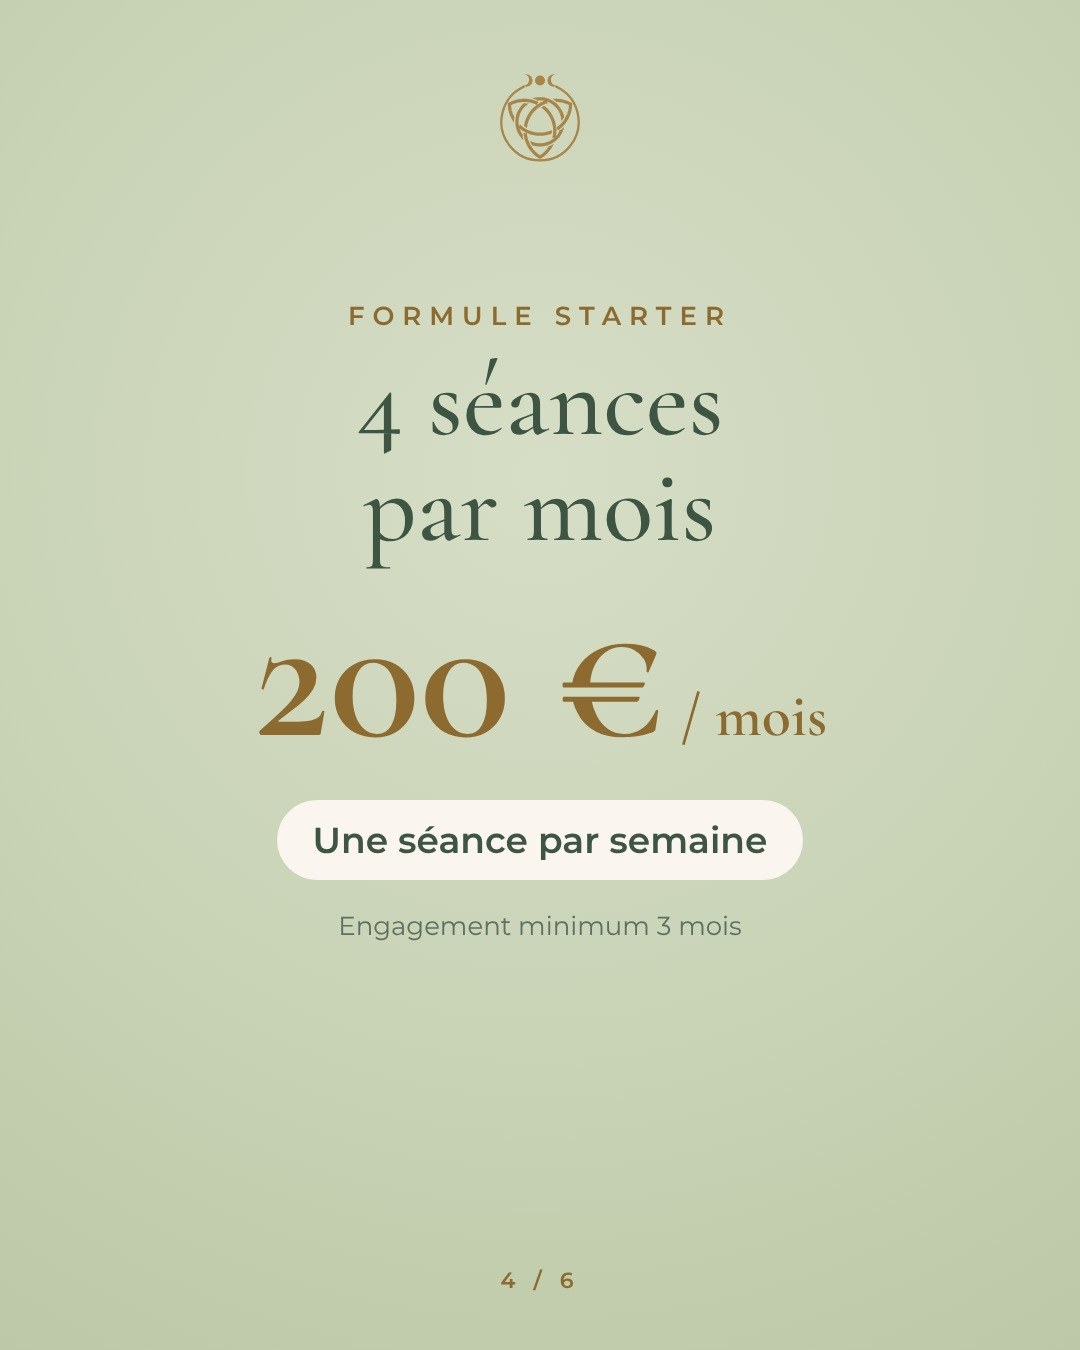 FORMULE STARTER
4 séances
par mois
200 € / mois
Une séance par semaine
Engagement minimum 3 mois
4 / 6